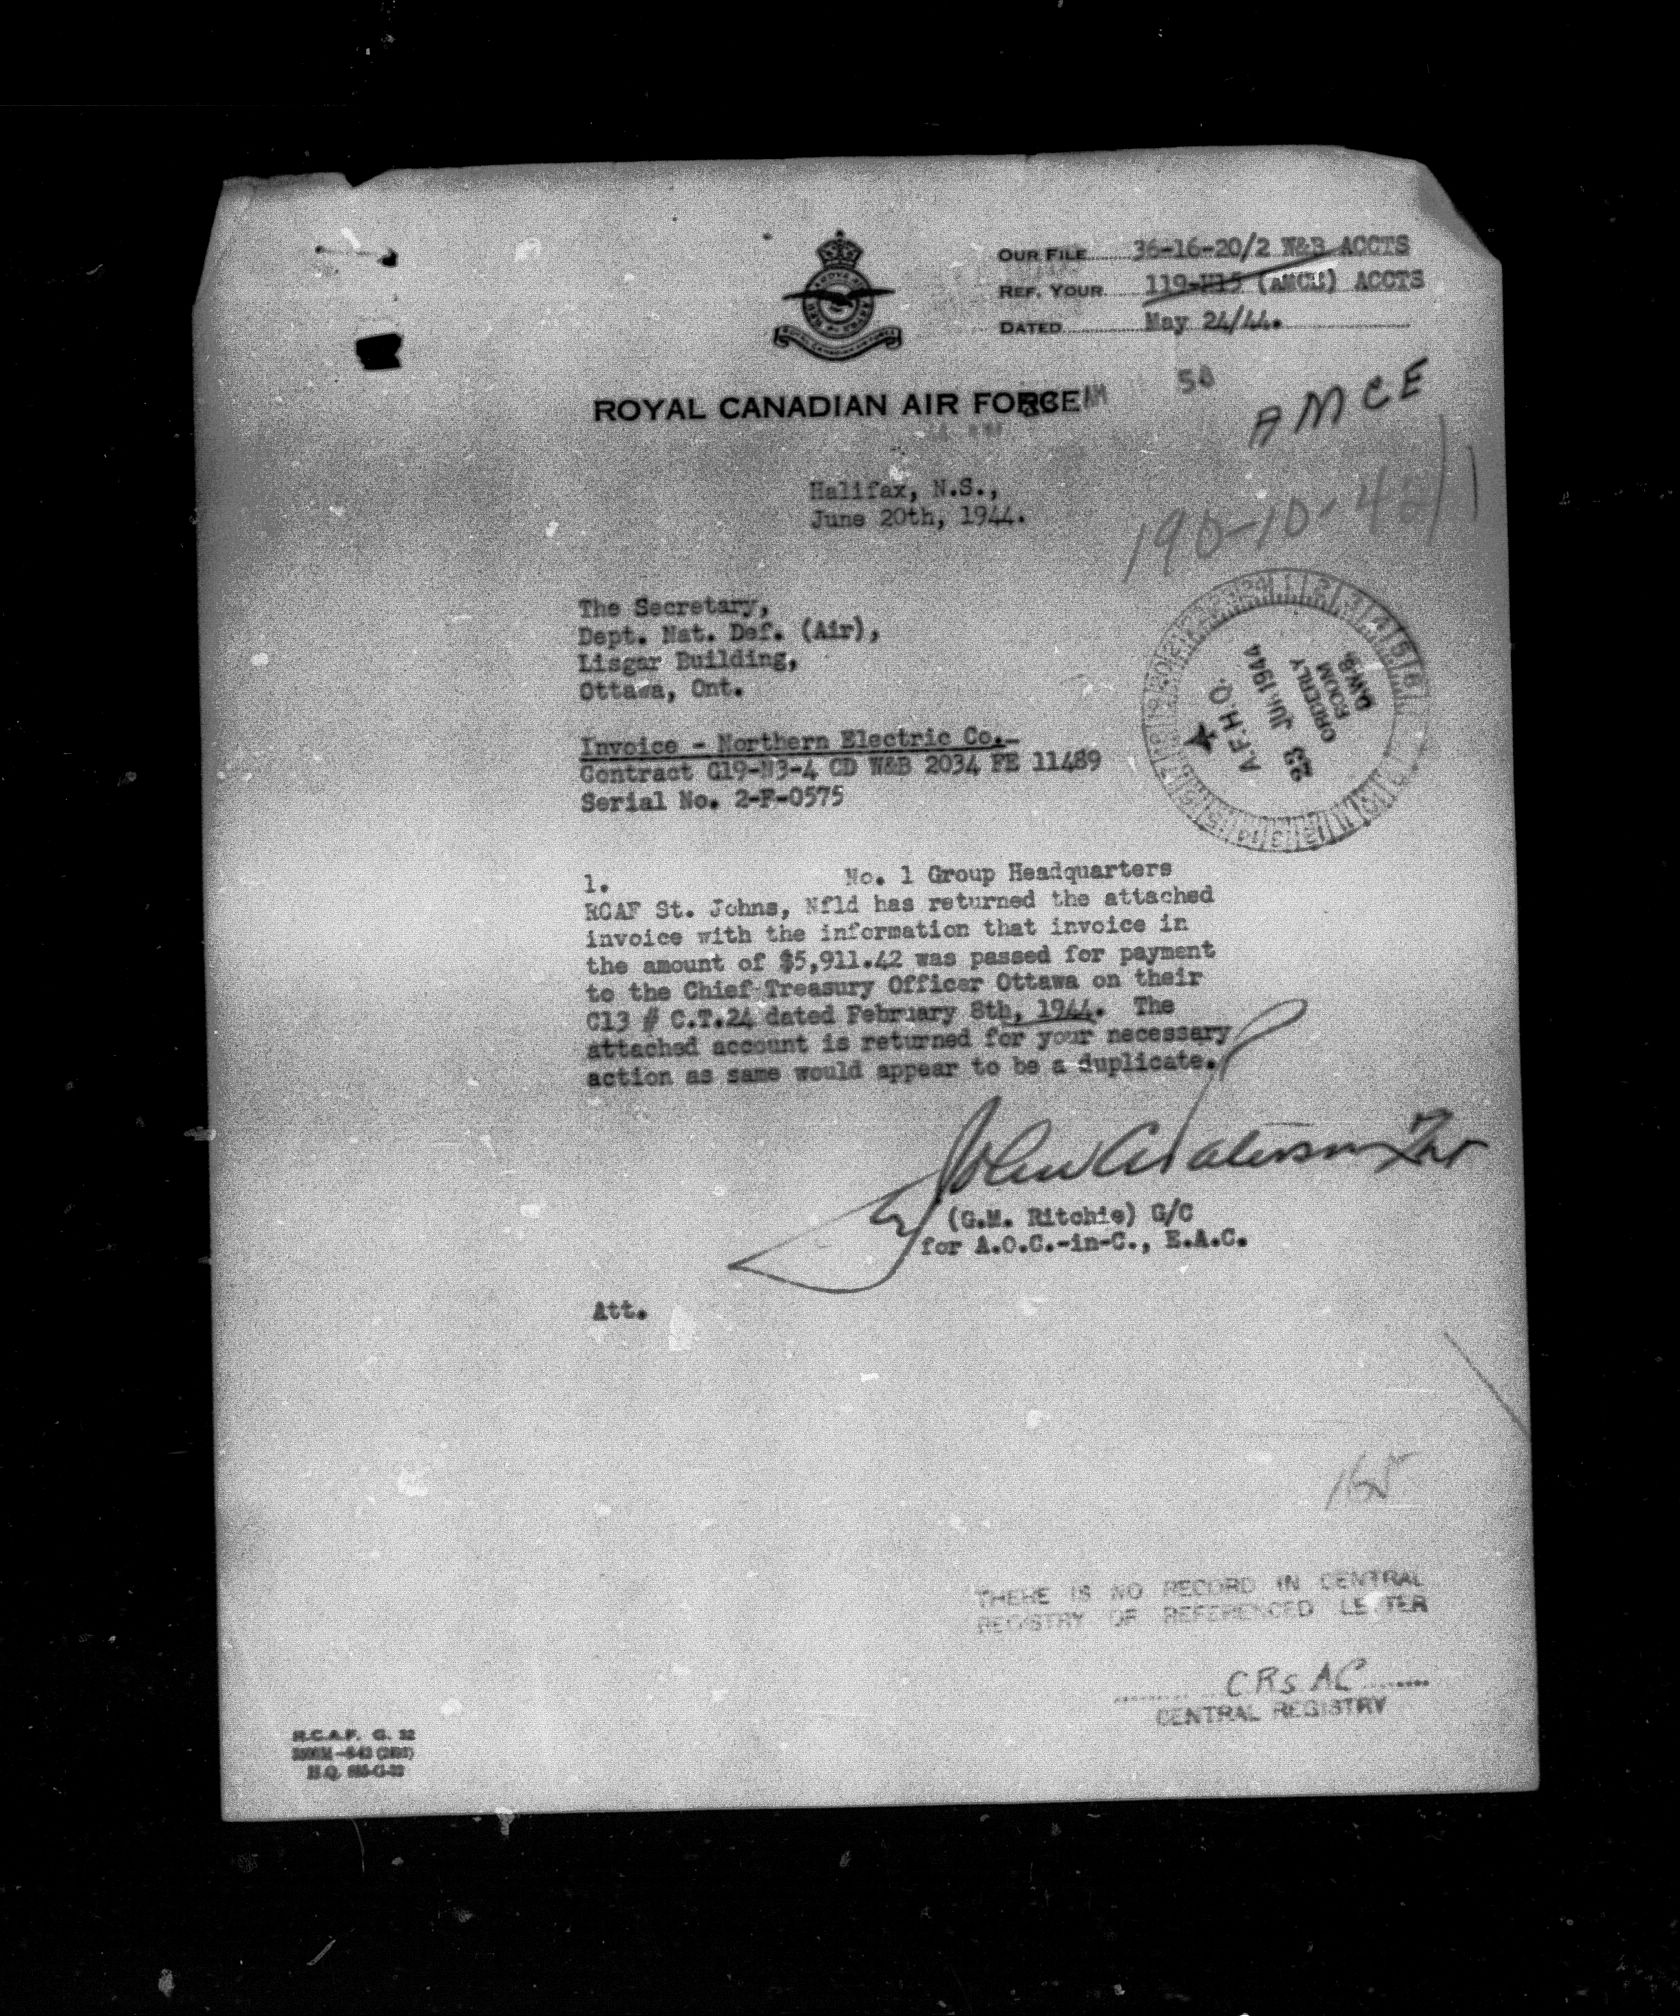 OUR FILE 36-16-20/2 W&B ACCTS
REF. YOUR 119-N15 (AMCE) ACCTS
DATED May 24/44.
58
AMCE
ROYAL CANADIAN AIR FORCE
Halifax, N.S.,
June 20th, 1944.
190-10-
The Secretary,
Dept. Nat. Def. (Air),
Lisgar Building,
Ottawa, Ont.
A.F.H.Q.
23 JUN 1944
ORDERLY
ROOM
D.W.B.
Invoice - Northern Electric Co.
Contract G19-N3-4 CD W&B 2034 FE 11489
Serial No. 2-F-0575
1. No. 1 Group Headquarters
RCAF St. Johns, Nfld has returned the attached
invoice with the information that invoice in
the amount of $5,911.42 was passed for payment
to the Chief Treasury Officer Ottawa on their
C13 # C.T.24 dated February 8th, 1944. The
attached account is returned for your necessary
action as same would appear to be a duplicate.
(G.M. Ritchie) G/C
for A.O.C.-in-C., E.A.C.
Att.
165
THERE IS NO RECORD IN CENTRAL
REGISTRY OF REFERENCED LETTER
CRs AC
CENTRAL REGISTRY
R.C.A.F. G. 32